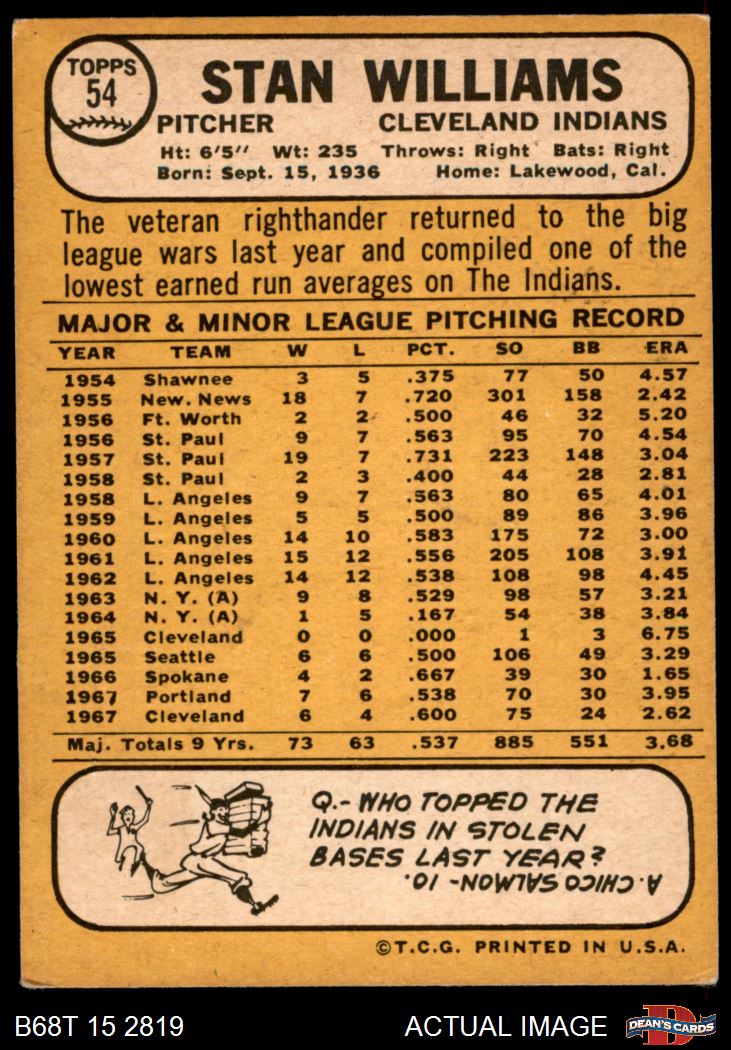 TOPPS
54
STAN WILLIAMS
PITCHER CLEVELAND INDIANS
Ht: 6'5" Wt: 235 Throws: Right Bats: Right
Born: Sept. 15, 1936 Home: Lakewood, Cal.
The veteran righthander returned to the big
league wars last year and compiled one of the
lowest earned run averages on The Indians.
MAJOR & MINOR LEAGUE PITCHING RECORD
YEAR TEAM W L PCT. SO BB ERA
1954 Shawnee 3 5 .375 77 50 4.57
1955 New. News 18 7 .720 301 158 2.42
1956 Ft. Worth 2 2 .500 46 32 5.20
1956 St. Paul 9 7 .563 95 70 4.54
1957 St. Paul 19 7 .731 223 148 3.04
1958 St. Paul 2 3 .400 44 28 2.81
1958 L. Angeles 9 7 .563 80 65 4.01
1959 L. Angeles 5 5 .500 89 86 3.96
1960 L. Angeles 14 10 .583 175 72 3.00
1961 L. Angeles 15 12 .556 205 108 3.91
1962 L. Angeles 14 12 .538 108 98 4.45
1963 N. Y. (A) 9 8 .529 98 57 3.21
1964 N. Y. (A) 1 5 .167 54 38 3.84
1965 Cleveland 0 0 .000 1 3 6.75
1965 Seattle 6 6 .500 106 49 3.29
1966 Spokane 4 2 .667 39 30 1.65
1967 Portland 7 6 .538 70 30 3.95
1967 Cleveland 6 4 .600 75 24 2.62
Maj. Totals 9 Yrs. 73 63 .537 885 551 3.68
Q.- WHO TOPPED THE
INDIANS IN STOLEN
BASES LAST YEAR?
A. CHICO SALMON- 10.
©T.C.G. PRINTED IN U.S.A.
B68T 15 2819 ACTUAL IMAGE
D
DEAN'S CARDS